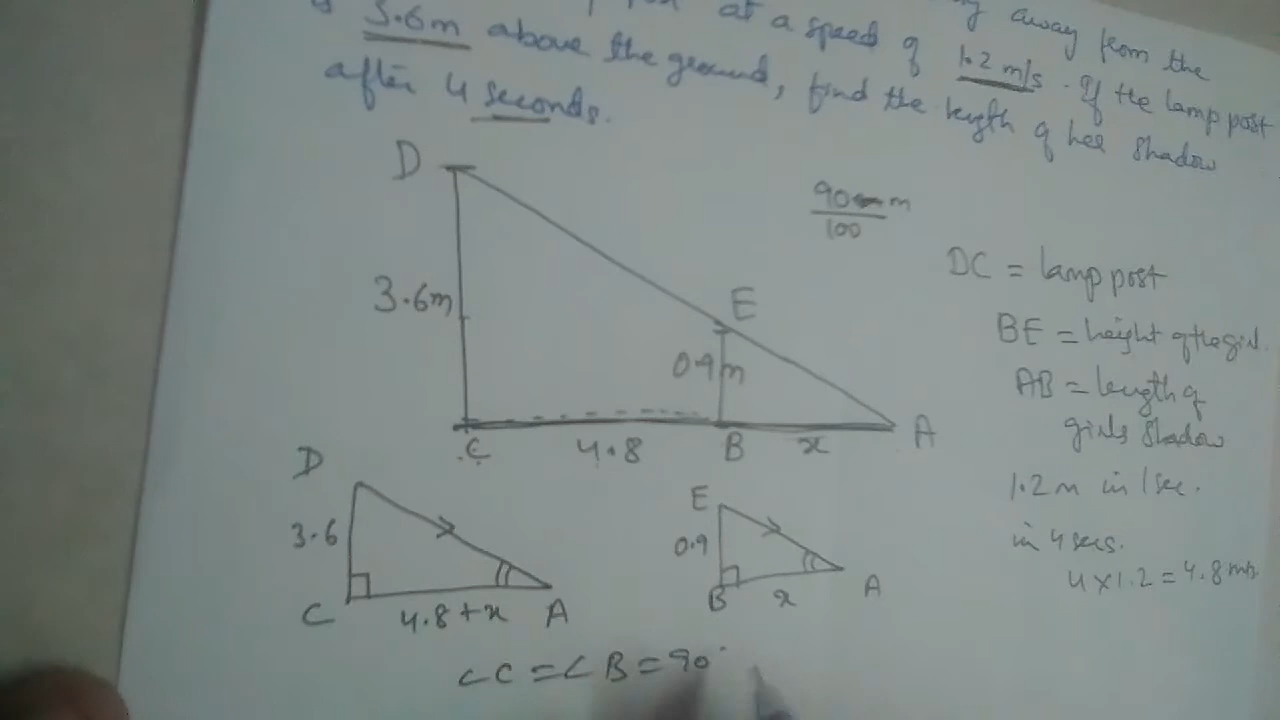 away from the
3.6m above the ground, find the length of her shadow
at a speed of 1.2 m/s. If the lamp post
after 4 seconds.
D
90cm
100
3.6m
E
0.9m
C
4.8
B
x
A
DC = lamp post
BE = height of the girl.
AB = length of
girls shadow
1.2m in 1 sec.
in 4 secs.
4 x 1.2 = 4.8 mts.
D
3.6
C
4.8 + x
A
E
0.9
B
x
A
∠C = ∠B = 90°